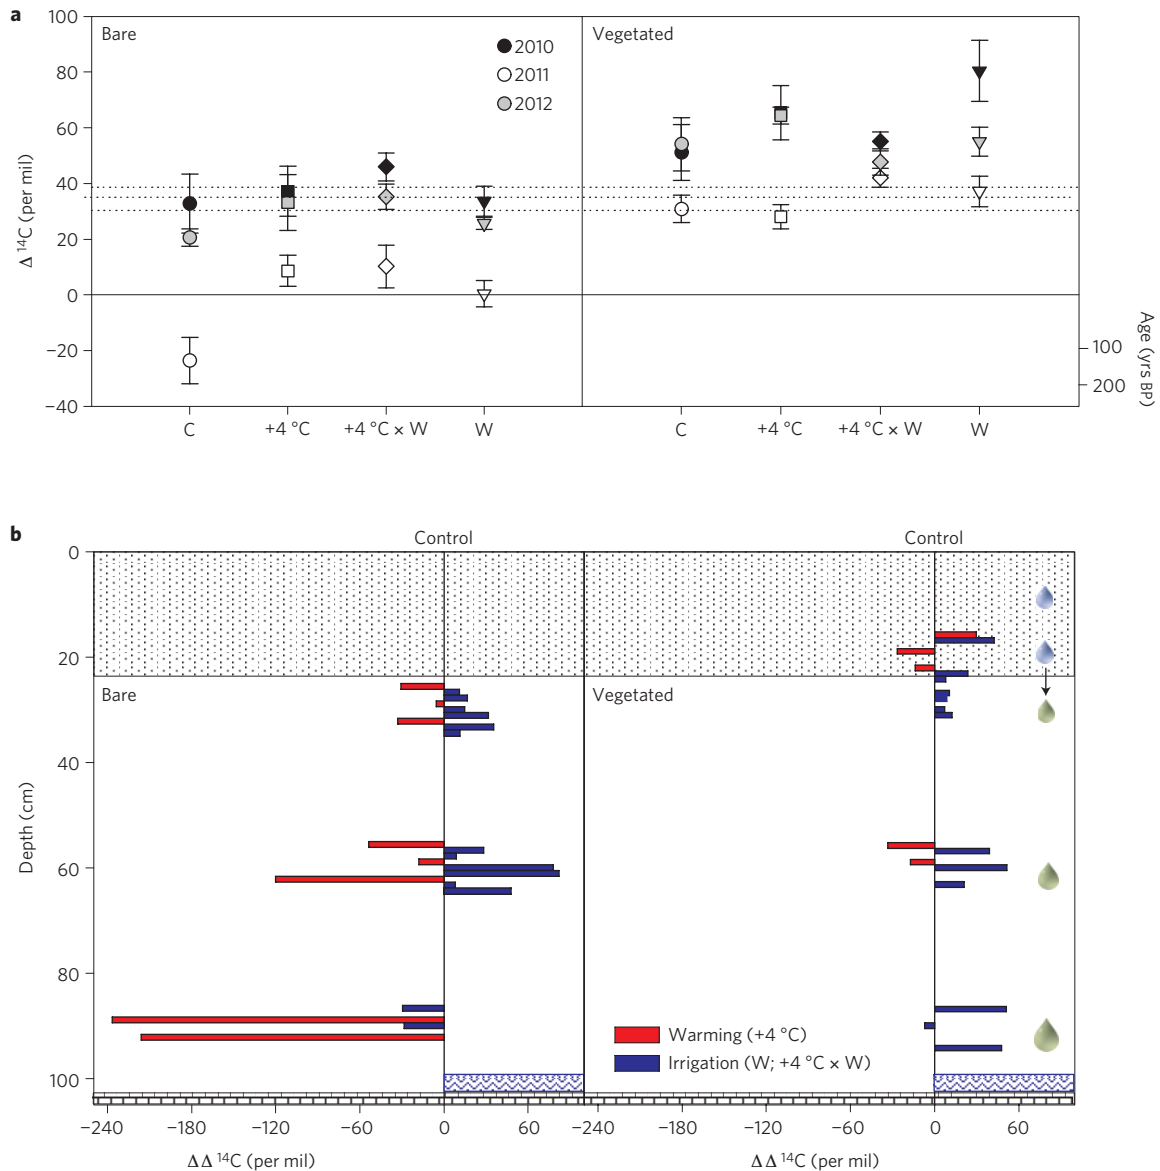 a
Bare
Vegetated
2010
2011
2012
100
80
60
40
20
0
−20
−40
Δ ¹⁴C (per mil)
100
200
Age (yrs BP)
C
+4 °C
+4 °C × W
W
C
+4 °C
+4 °C × W
W
b
Control
Control
0
20
40
60
80
100
Depth (cm)
Bare
Vegetated
Warming (+4 °C)
Irrigation (W; +4 °C × W)
−240
−180
−120
−60
0
60
−240
−180
−120
−60
0
60
ΔΔ ¹⁴C (per mil)
ΔΔ ¹⁴C (per mil)